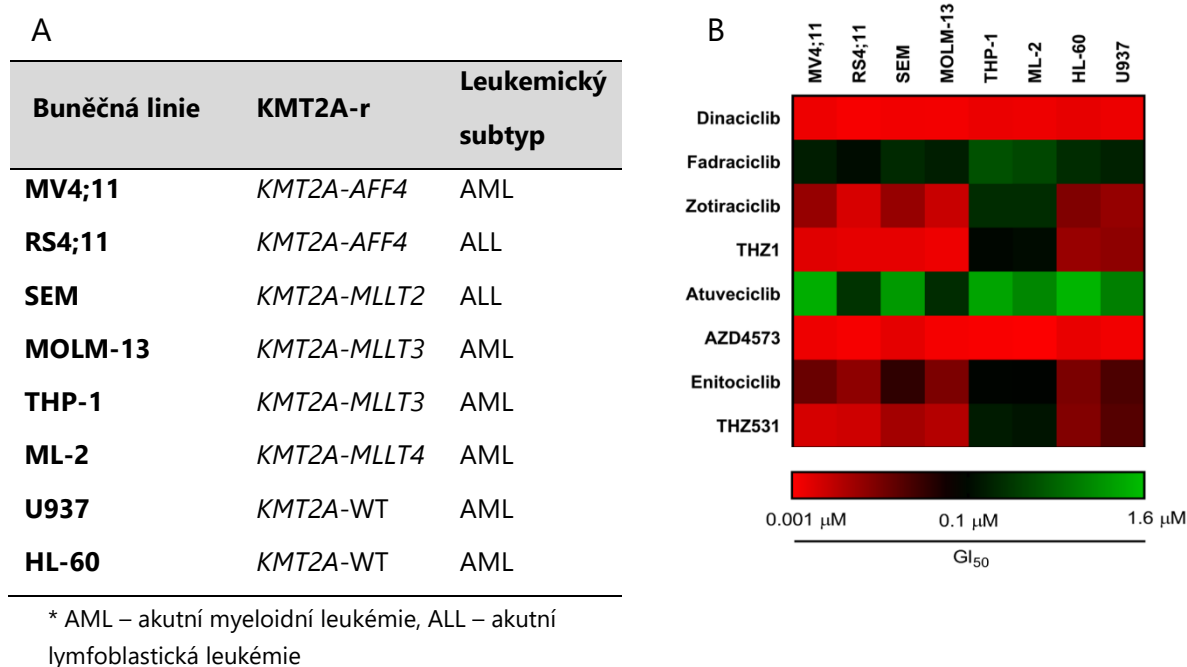 A
Buněčná linie KMT2A-r Leukemický
subtyp
MV4;11 KMT2A-AFF4 AML
RS4;11 KMT2A-AFF4 ALL
SEM KMT2A-MLLT2 ALL
MOLM-13 KMT2A-MLLT3 AML
THP-1 KMT2A-MLLT3 AML
ML-2 KMT2A-MLLT4 AML
U937 KMT2A-WT AML
HL-60 KMT2A-WT AML
* AML – akutní myeloidní leukémie, ALL – akutní
lymfoblastická leukémie
B
MV4;11 RS4;11 SEM MOLM-13 THP-1 ML-2 HL-60 U937
Dinaciclib
Fadraciclib
Zotiraciclib
THZ1
Atuveciclib
AZD4573
Enitociclib
THZ531
0.001 μM 0.1 μM 1.6 μM
GI50